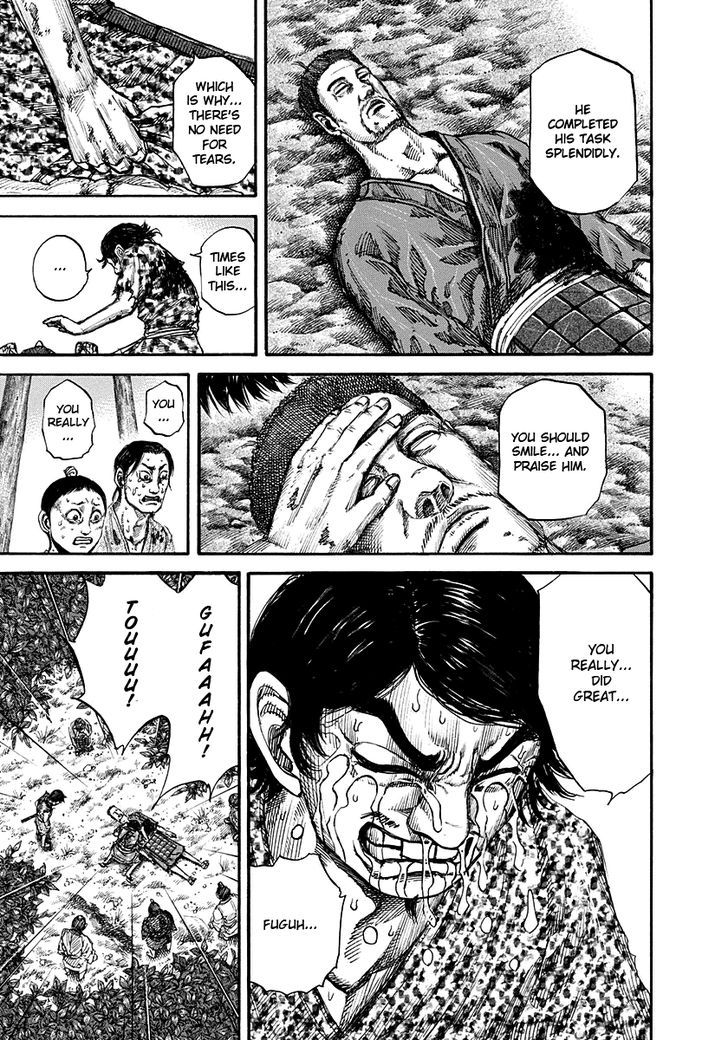 HE
COMPLETED
HIS TASK
SPLENDIDLY.
WHICH
IS WHY...
THERE'S
NO NEED
FOR
TEARS.
TIMES
LIKE
THIS...
...
YOU SHOULD
SMILE... AND
PRAISE HIM.
YOU
...
YOU
REALLY
...
YOU
REALLY...
DID
GREAT...
FUGUH...
GUFAAAHH!
TOUUUU!